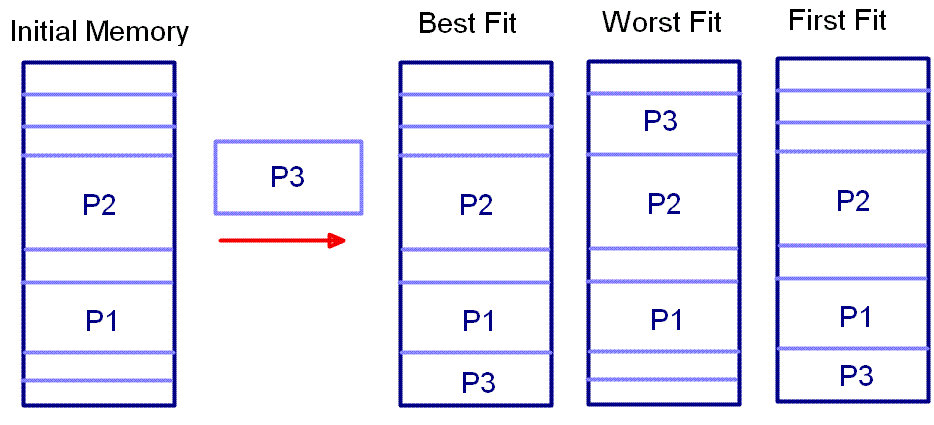 Initial Memory
Best Fit
Worst Fit
First Fit
P2
P1
P3
P2
P1
P3
P3
P2
P1
P2
P1
P3